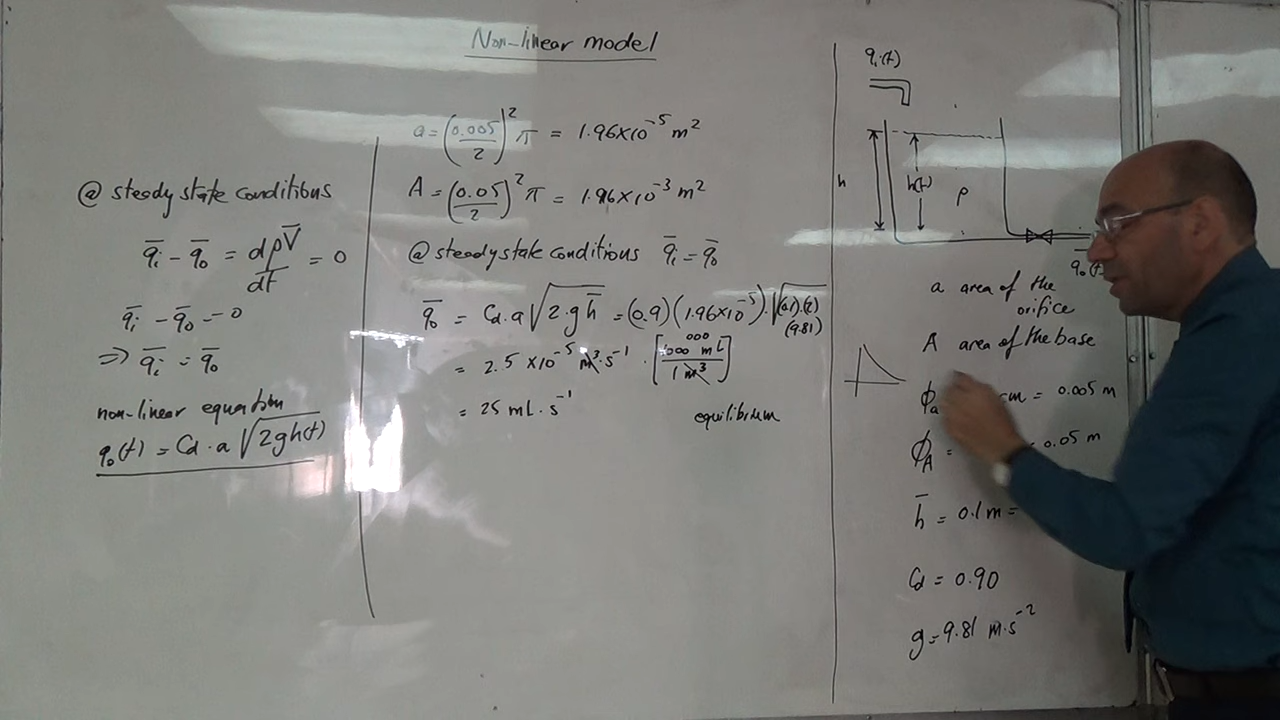 Non-linear model
@ steady state conditions
q̄i - q̄o = dρV̄/dt = 0
q̄i - q̄o = 0
⇒ q̄i = q̄o
non-linear equation
qo(t) = Cd·a √2gh(t)
a = (0.005/2)² π = 1.96×10⁻⁵ m²
A = (0.05/2)² π = 1.96×10⁻³ m²
@ steady state conditions q̄i = q̄o
q̄o = Cd·a √2·g h̄ = (0.9)(1.96×10⁻⁵)·√(0.1)·(2)(9.81)
= 2.5 ×10⁻⁵ m³·s⁻¹ · [1000 000 mL / 1 m³]
= 25 mL·s⁻¹
equilibrium
qi(t)
h
h(t)
ρ
qo(t)
a area of the
orifice
A area of the base
ϕa cm = 0.005 m
ϕA = 0.05 m
h̄ = 0.1 m =
Cd = 0.90
g = 9.81 m·s⁻²